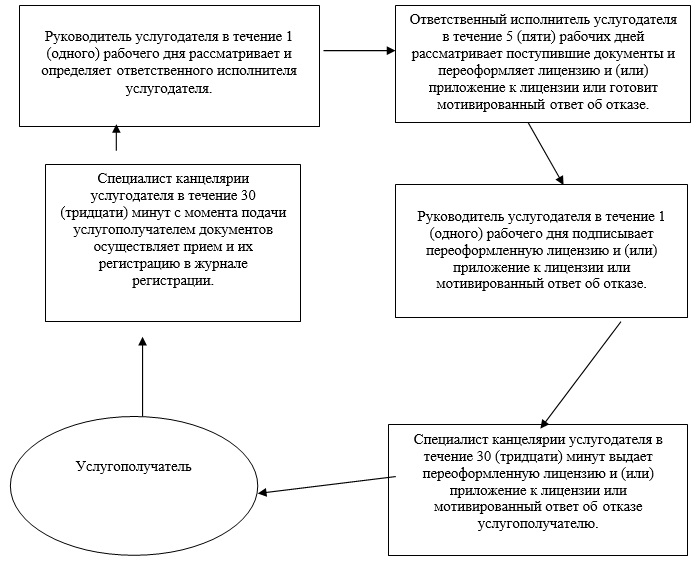 Руководитель услугодателя в течение 1
(одного) рабочего дня рассматривает и
определяет ответственного исполнителя
услугодателя.
Ответственный исполнитель услугодателя
в течение 5 (пяти) рабочих дней
рассматривает поступившие документы и
переоформляет лицензию и (или)
приложение к лицензии или готовит
мотивированный ответ об отказе.
Специалист канцелярии
услугодателя в течение 30
(тридцати) минут с момента подачи
услугополучателем документов
осуществляет прием и их
регистрацию в журнале
регистрации.
Руководитель услугодателя в течение 1
(одного) рабочего дня подписывает
переоформленную лицензию и (или)
приложение к лицензии или
мотивированный ответ об отказе.
Услугополучатель
Специалист канцелярии услугодателя в
течение 30 (тридцати) минут выдает
переоформленную лицензию и (или)
приложение к лицензии или
мотивированный ответ об отказе
услугополучателю.